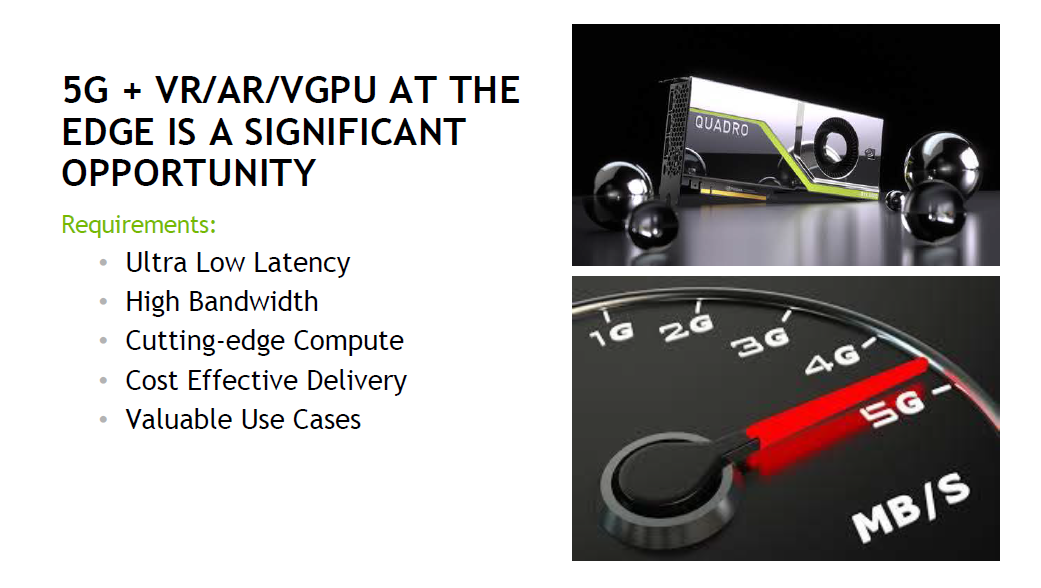 5G + VR/AR/VGPU AT THE
EDGE IS A SIGNIFICANT
OPPORTUNITY
Requirements:
• Ultra Low Latency
• High Bandwidth
• Cutting-edge Compute
• Cost Effective Delivery
• Valuable Use Cases
QUADRO
1G
2G
3G
4G
5G
MB/S